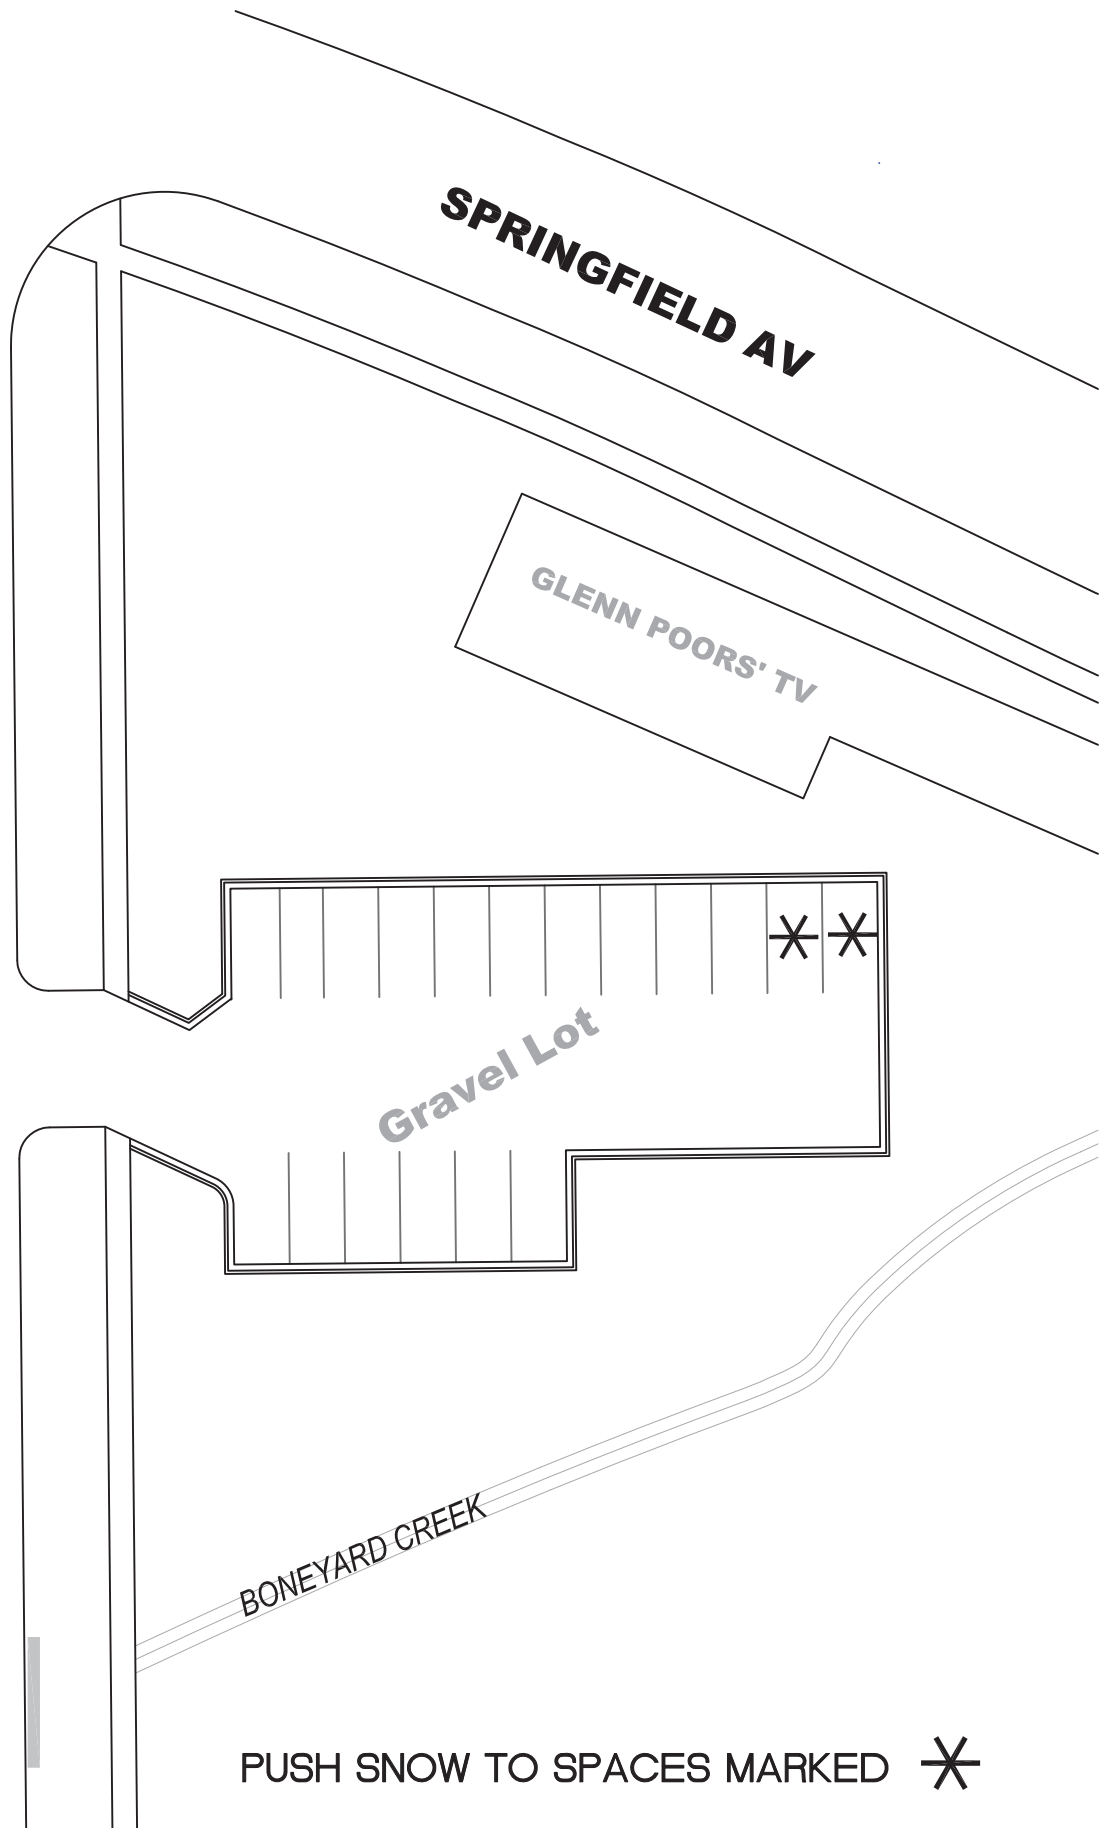 SPRINGFIELD AV
GLENN POORS' TV
Gravel Lot
BONEYARD CREEK
PUSH SNOW TO SPACES MARKED